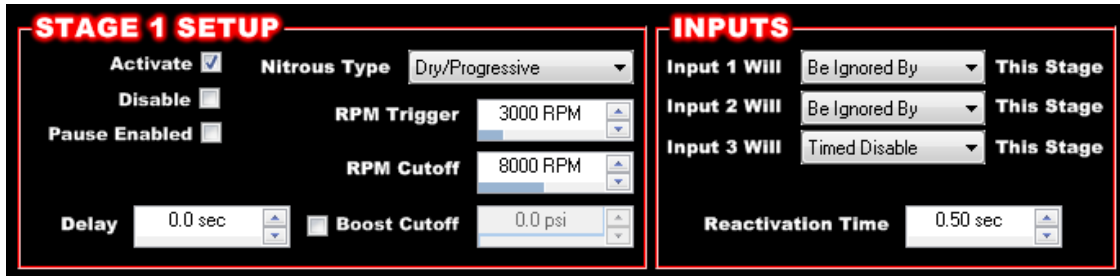 STAGE 1 SETUP
Activate
Nitrous Type Dry/Progressive
Disable
RPM Trigger 3000 RPM
Pause Enabled
RPM Cutoff 8000 RPM
Delay 0.0 sec
Boost Cutoff 0.0 psi
INPUTS
Input 1 Will Be Ignored By This Stage
Input 2 Will Be Ignored By This Stage
Input 3 Will Timed Disable This Stage
Reactivation Time 0.50 sec